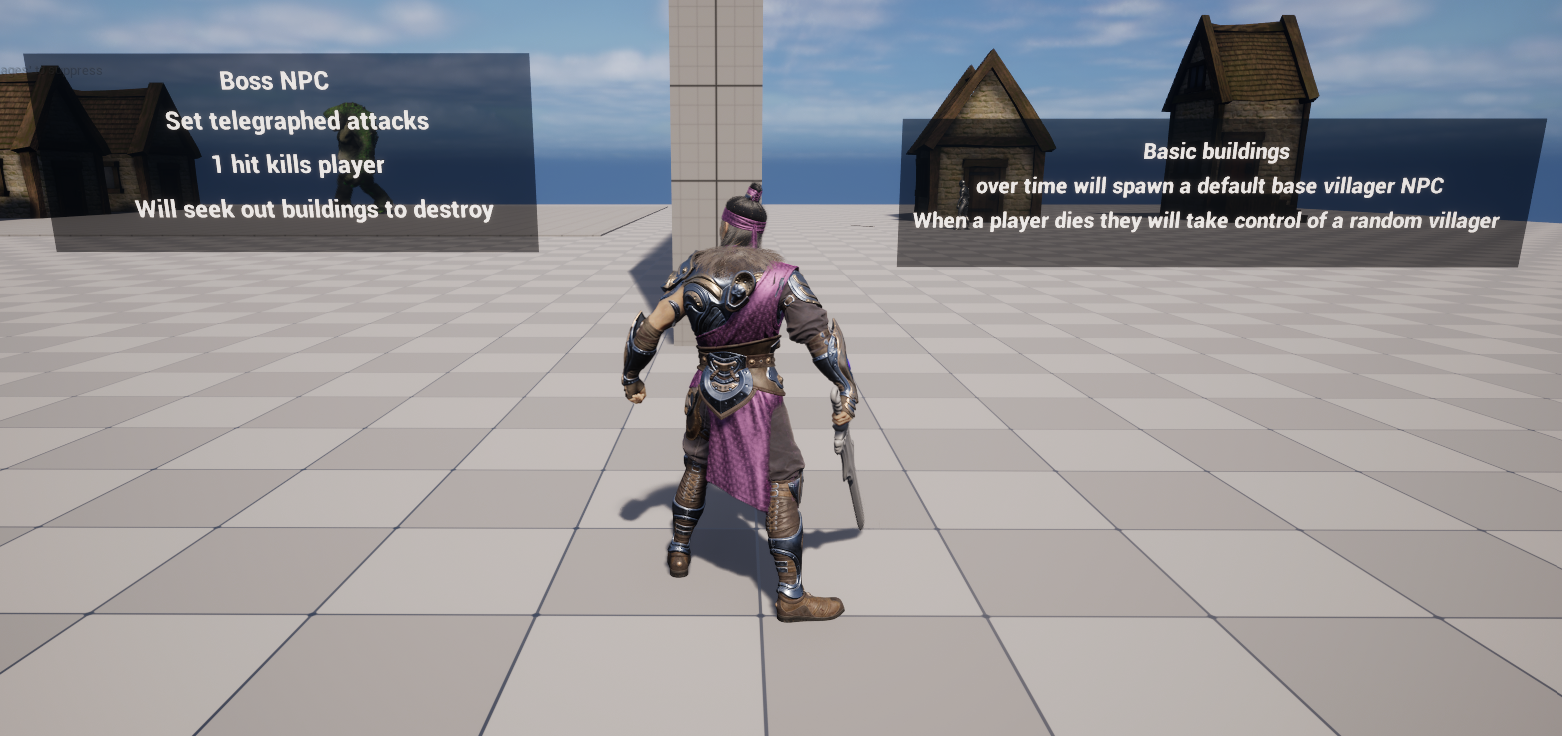 Boss NPC
Set telegraphed attacks
1 hit kills player
Will seek out buildings to destroy
Basic buildings
over time will spawn a default base villager NPC
When a player dies they will take control of a random villager